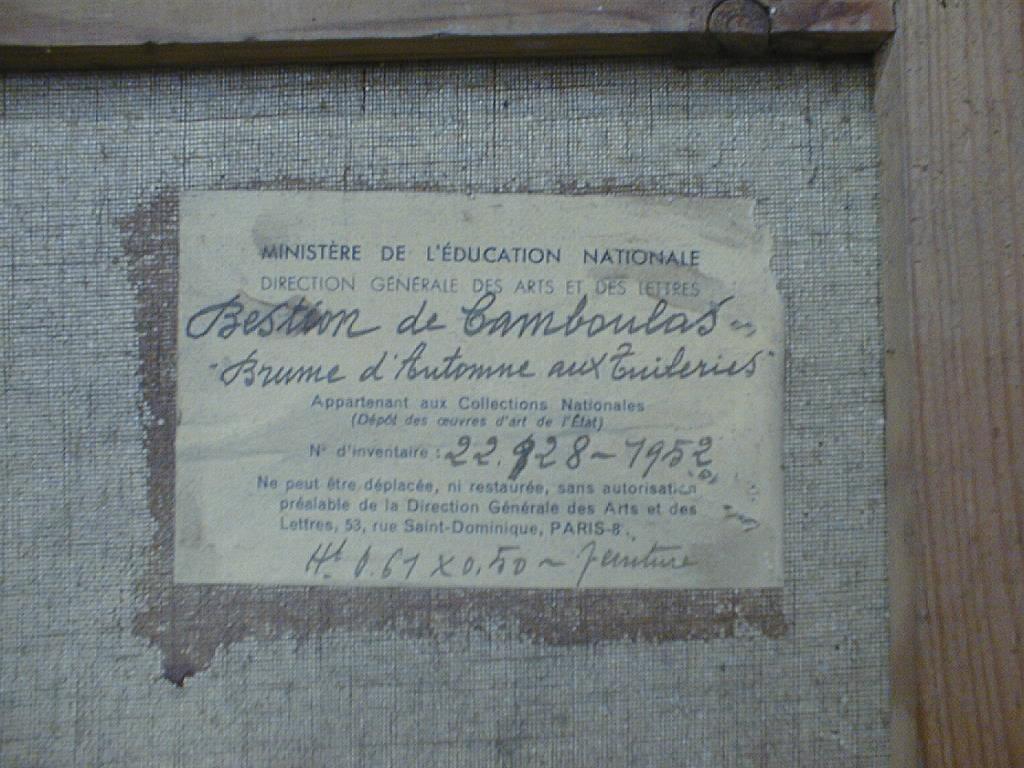 MINISTÈRE DE L'ÉDUCATION NATIONALE
DIRECTION GÉNÉRALE DES ARTS ET DES LETTRES
Bestion de Camboulas
"Brume d'Automne aux Tuileries"
Appartenant aux Collections Nationales
(Dépôt des œuvres d'art de l'État)
N° d'inventaire : 22.928 - 1952
Ne peut être déplacée, ni restaurée, sans autorisation
préalable de la Direction Générale des Arts et des
Lettres, 53, rue Saint-Dominique, PARIS-8
Ht 0.61 x 0,50 ~ peinture